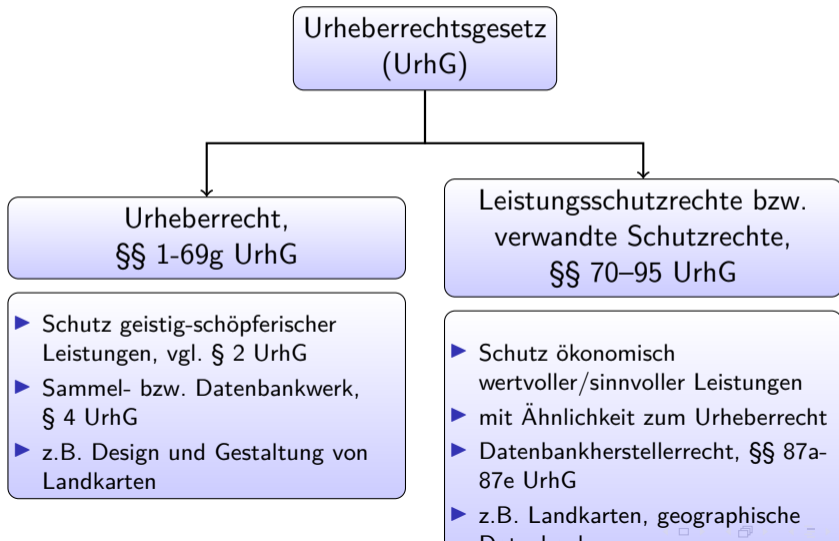 Urheberrechtsgesetz
(UrhG)
Urheberrecht,
§§ 1-69g UrhG
▶ Schutz geistig-schöpferischer
Leistungen, vgl. § 2 UrhG
▶ Sammel- bzw. Datenbankwerk,
§ 4 UrhG
▶ z.B. Design und Gestaltung von
Landkarten
Leistungsschutzrechte bzw.
verwandte Schutzrechte,
§§ 70–95 UrhG
▶ Schutz ökonomisch
wertvoller/sinnvoller Leistungen
▶ mit Ähnlichkeit zum Urheberrecht
▶ Datenbankherstellerrecht, §§ 87a-
87e UrhG
▶ z.B. Landkarten, geographische